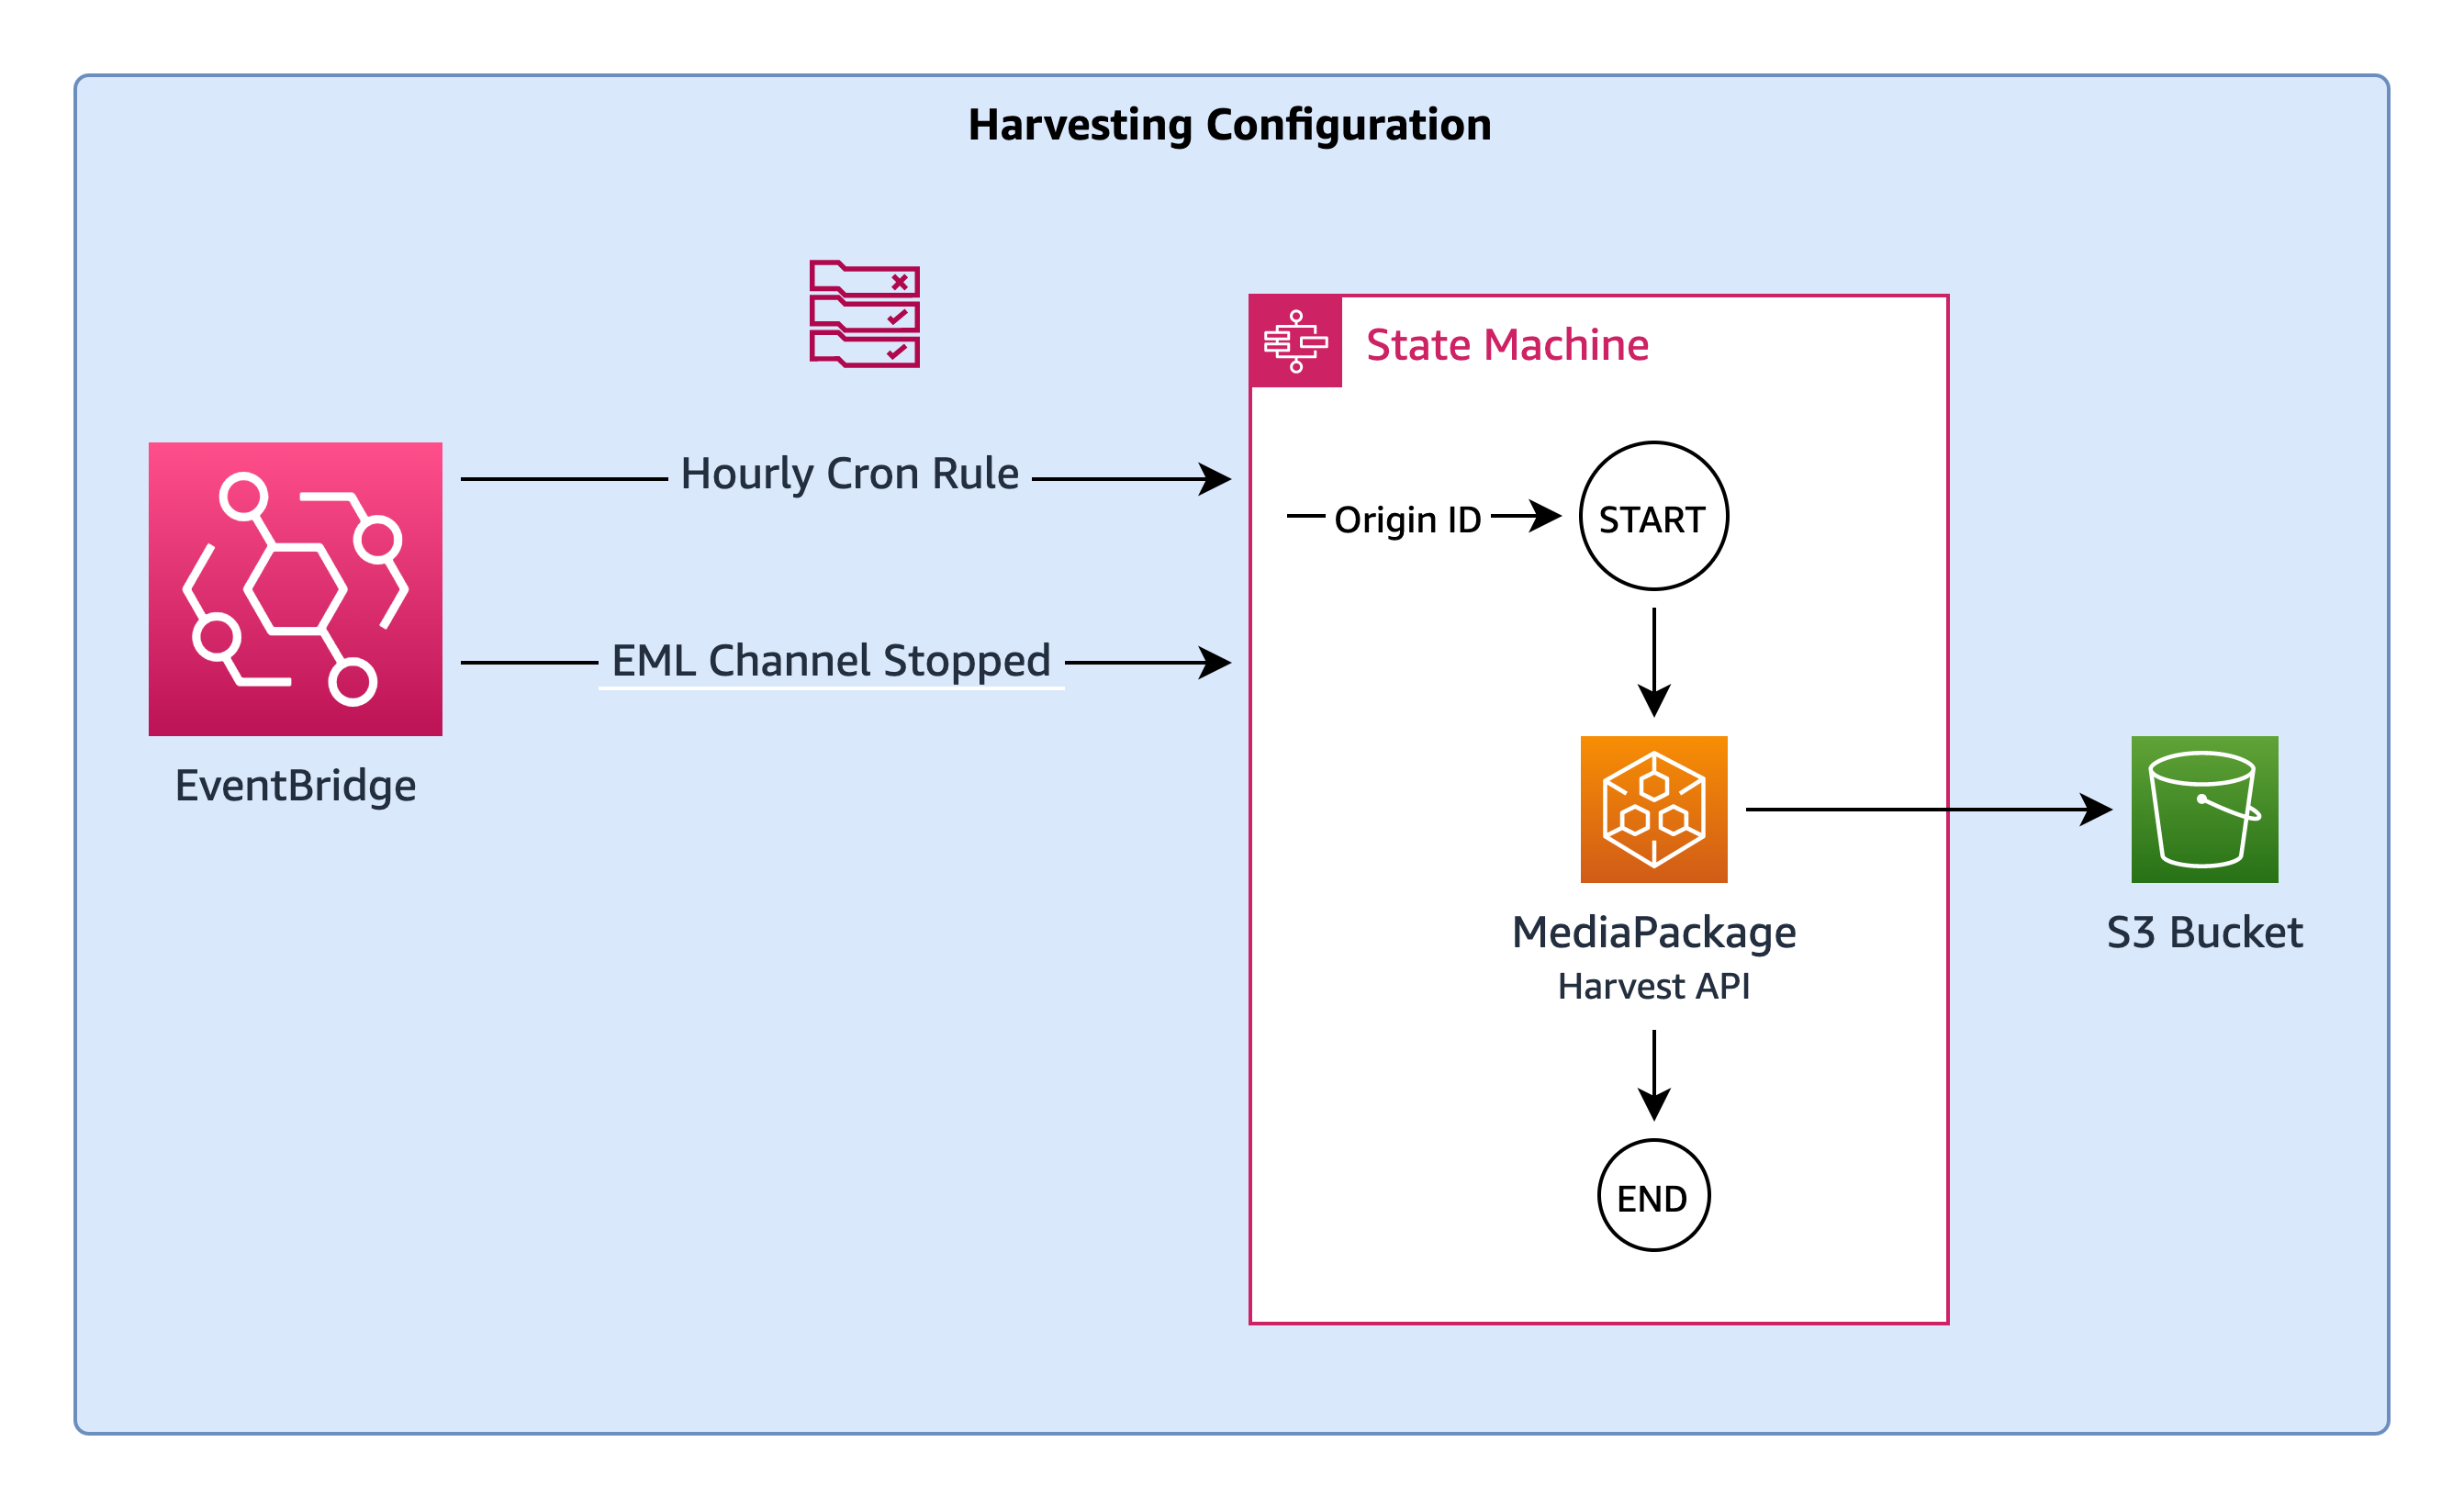 Harvesting Configuration
State Machine
Hourly Cron Rule
Origin ID
START
EML Channel Stopped
EventBridge
MediaPackage
Harvest API
S3 Bucket
END